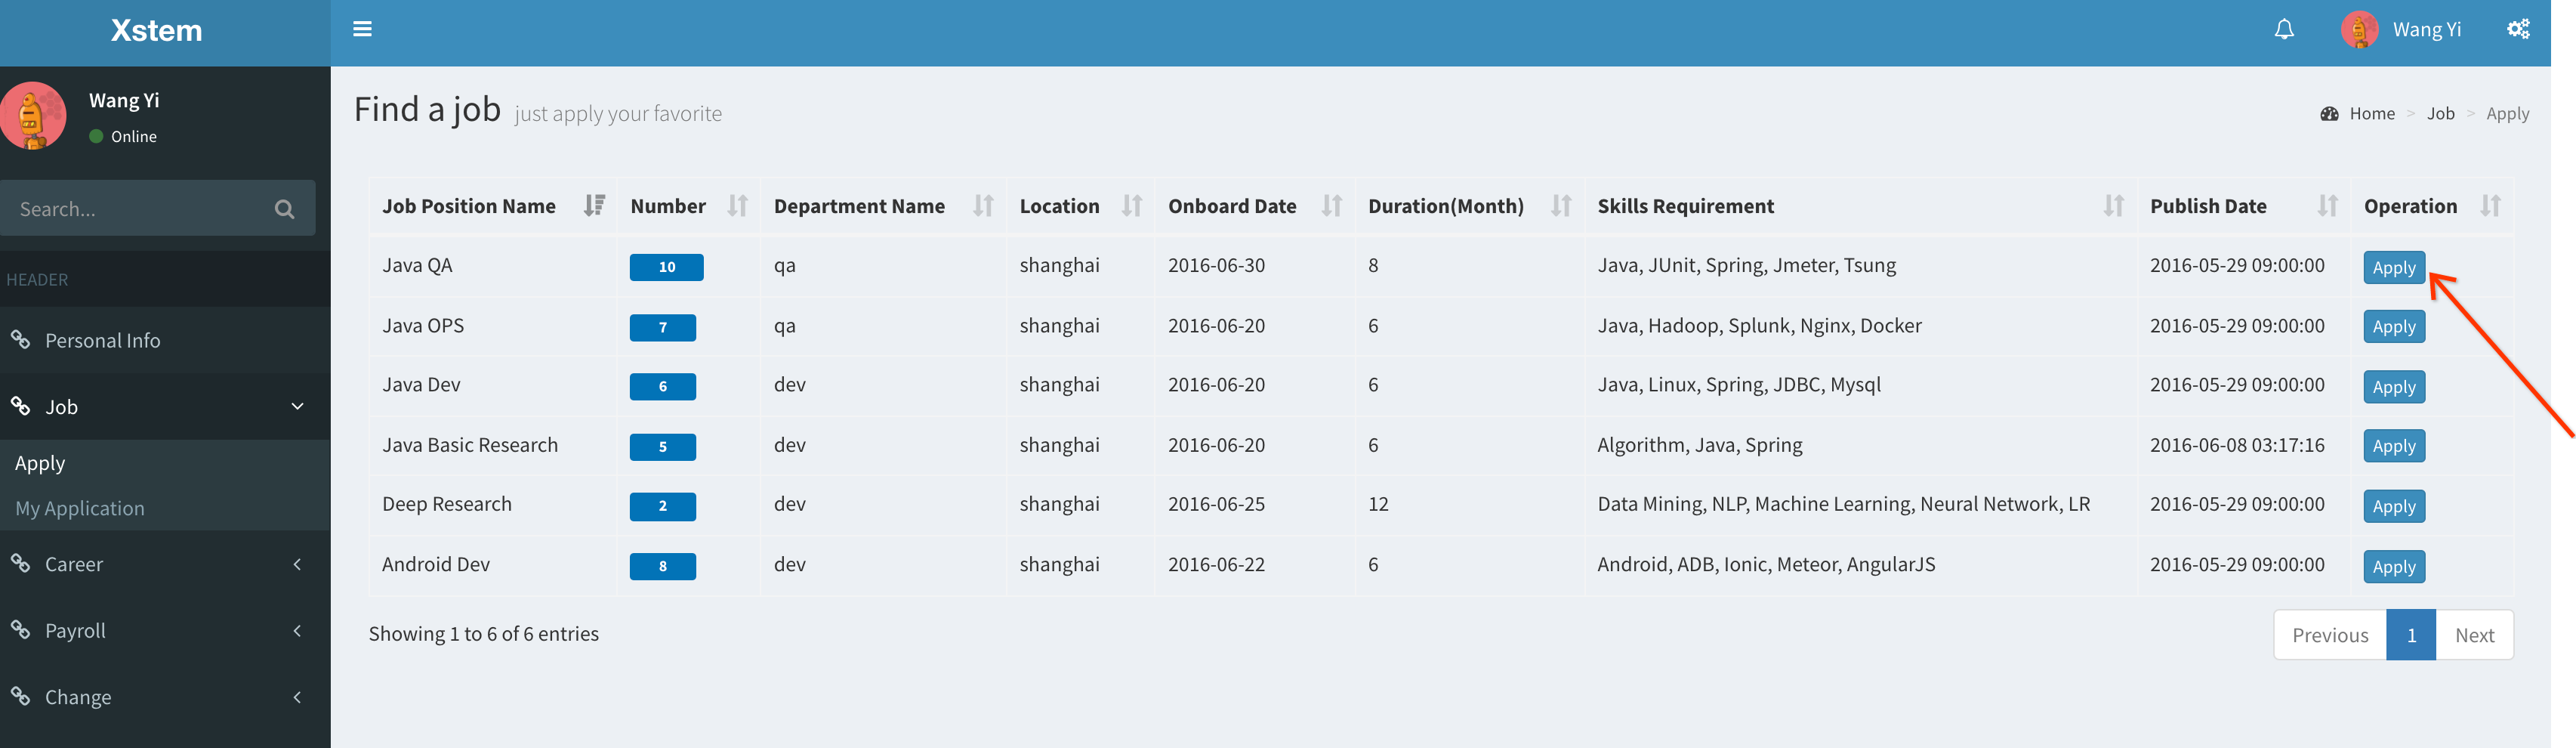 Xstem
Wang Yi
Wang Yi
Online
Search...
HEADER
Personal Info
Job
Apply
My Application
Career
Payroll
Change
Find a job just apply your favorite
Home > Job > Apply
Job Position Name Number Department Name Location Onboard Date Duration(Month) Skills Requirement Publish Date Operation
Java QA 10 qa shanghai 2016-06-30 8 Java, JUnit, Spring, Jmeter, Tsung 2016-05-29 09:00:00 Apply
Java OPS 7 qa shanghai 2016-06-20 6 Java, Hadoop, Splunk, Nginx, Docker 2016-05-29 09:00:00 Apply
Java Dev 6 dev shanghai 2016-06-20 6 Java, Linux, Spring, JDBC, Mysql 2016-05-29 09:00:00 Apply
Java Basic Research 5 dev shanghai 2016-06-20 6 Algorithm, Java, Spring 2016-06-08 03:17:16 Apply
Deep Research 2 dev shanghai 2016-06-25 12 Data Mining, NLP, Machine Learning, Neural Network, LR 2016-05-29 09:00:00 Apply
Android Dev 8 dev shanghai 2016-06-22 6 Android, ADB, Ionic, Meteor, AngularJS 2016-05-29 09:00:00 Apply
Showing 1 to 6 of 6 entries
Previous 1 Next